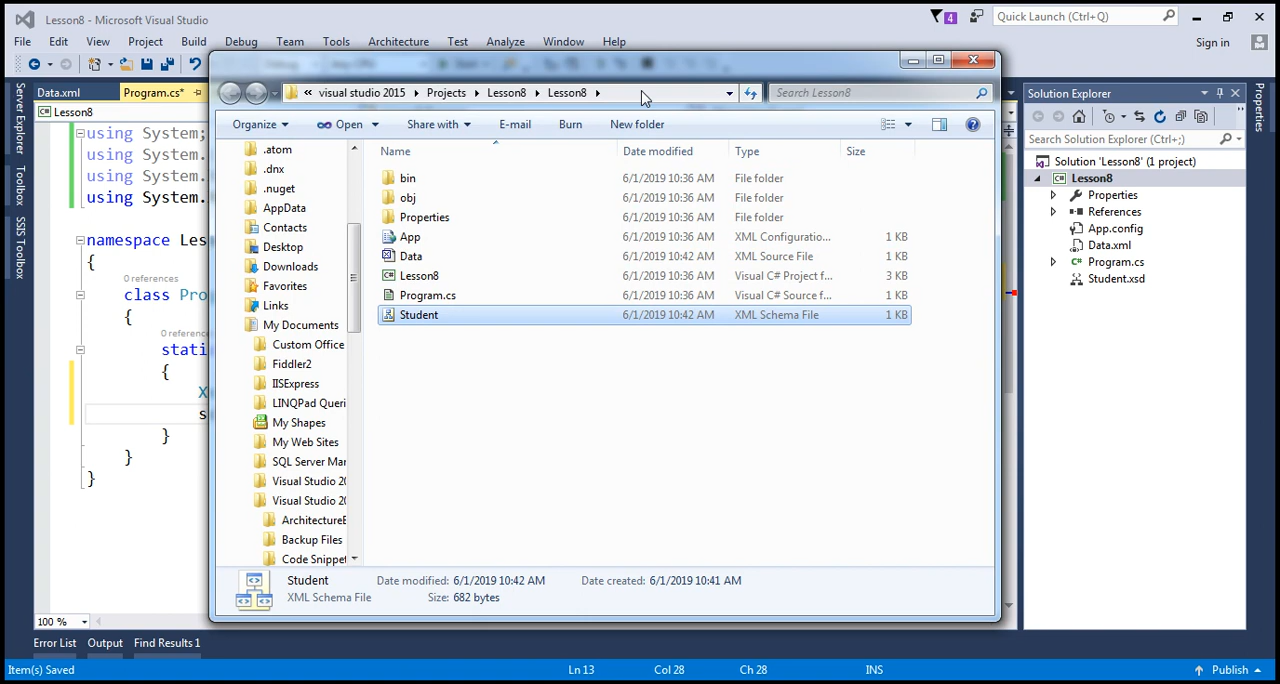 Lesson8 - Microsoft Visual Studio
4
Quick Launch (Ctrl+Q)
File Edit View Project Build Debug Team Tools Architecture Test Analyze Window Help
Sign in
Server Explorer
Toolbox
SSIS Toolbox
Data.xml
Program.cs*
Lesson8
using System;
using System.
using System.
using System.
namespace Les
{
0 references
class Pro
{
0 reference
stati
{
X
s
}
}
}
100 %
« visual studio 2015 Projects Lesson8 Lesson8
Search Lesson8
Organize Open Share with E-mail Burn New folder
.atom
.dnx
.nuget
AppData
Contacts
Desktop
Downloads
Favorites
Links
My Documents
Custom Office
Fiddler2
IISExpress
LINQPad Queri
My Shapes
My Web Sites
SQL Server Mar
Visual Studio 20
Visual Studio 20
ArchitectureE
Backup Files
Code Snippet
Name Date modified Type Size
bin 6/1/2019 10:36 AM File folder
obj 6/1/2019 10:36 AM File folder
Properties 6/1/2019 10:36 AM File folder
App 6/1/2019 10:36 AM XML Configuratio... 1 KB
Data 6/1/2019 10:42 AM XML Source File 1 KB
Lesson8 6/1/2019 10:36 AM Visual C# Project f... 3 KB
Program.cs 6/1/2019 10:36 AM Visual C# Source f... 1 KB
Student 6/1/2019 10:42 AM XML Schema File 1 KB
Student Date modified: 6/1/2019 10:42 AM Date created: 6/1/2019 10:41 AM
XML Schema File Size: 682 bytes
Solution Explorer
Search Solution Explorer (Ctrl+;)
Solution 'Lesson8' (1 project)
Lesson8
Properties
References
App.config
Data.xml
Program.cs
Student.xsd
Properties
Error List Output Find Results 1
Item(s) Saved Ln 13 Col 28 Ch 28 INS Publish